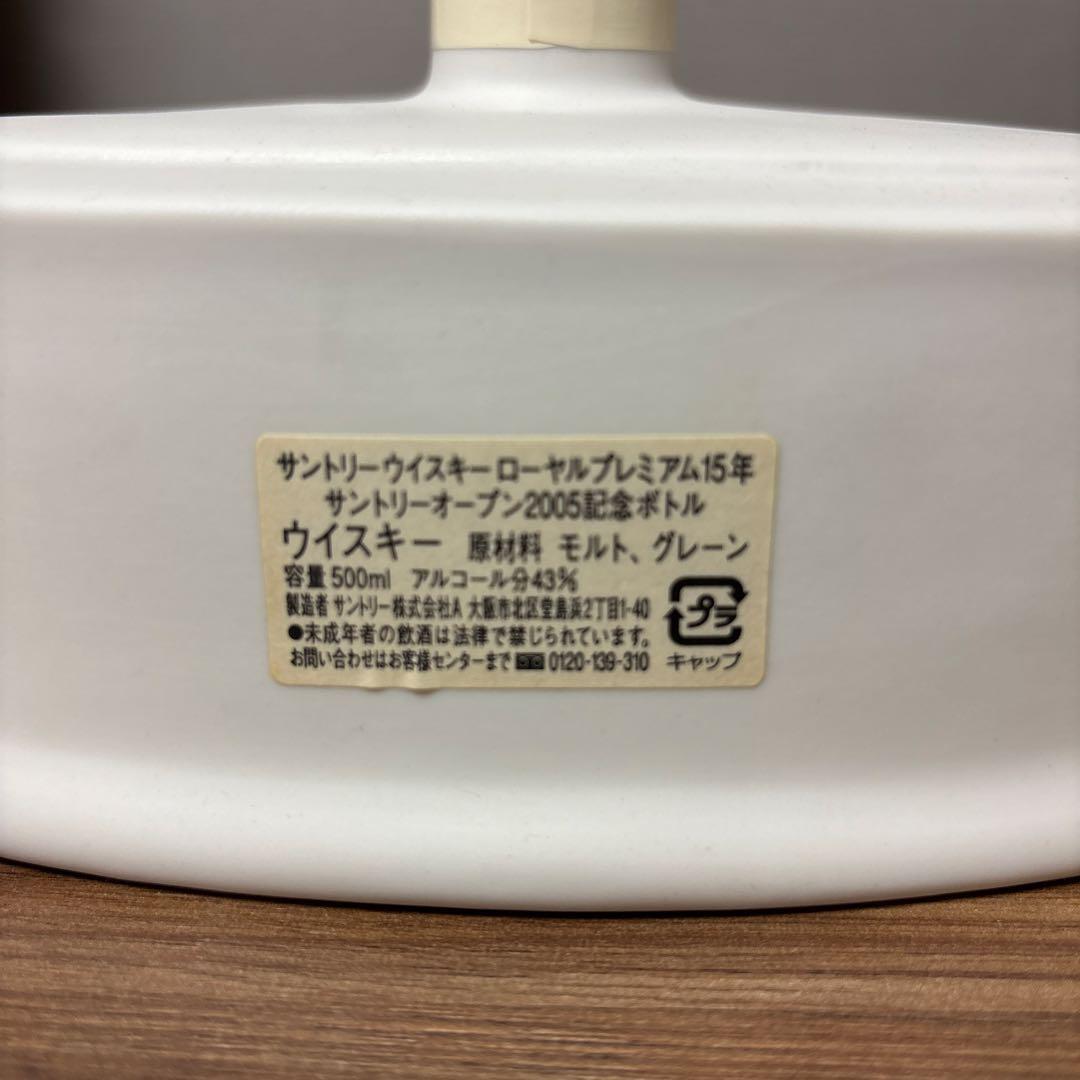 サントリーウイスキー ローヤルプレミアム15年
サントリーオープン2005記念ボトル
ウイスキー 原材料 モルト、グレーン
容量 500ml アルコール分43%
製造者 サントリー株式会社A 大阪市北区堂島浜2丁目1-40
●未成年者の飲酒は法律で禁じられています。
お問い合わせはお客様センターまで 0120-139-310
プラ
キャップ